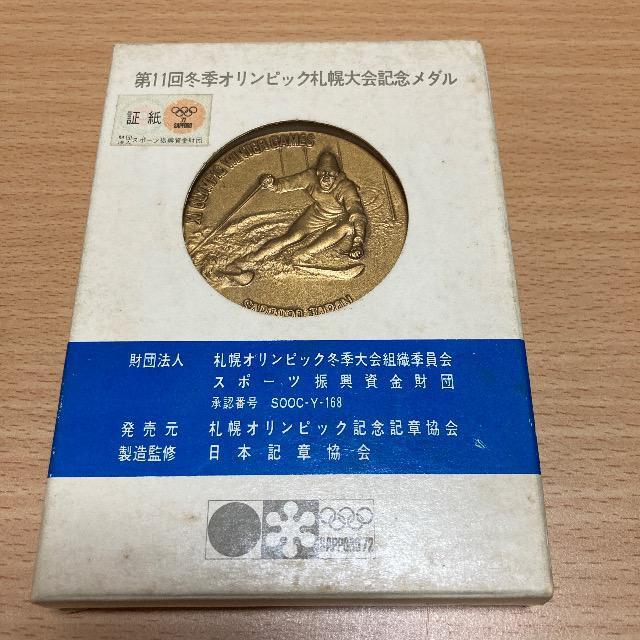 第11回冬季オリンピック札幌大会記念メダル
証紙
'72
SAPPORO
財団法人スポーツ振興資金財団
XI OLYMPIC WINTER GAMES
SAPPORO JAPAN
財団法人 札幌オリンピック冬季大会組織委員会
スポーツ振興資金財団
承認番号 SOOC-Y-168
発売元 札幌オリンピック記念記章協会
製造監修 日本記章協会
SAPPORO'72